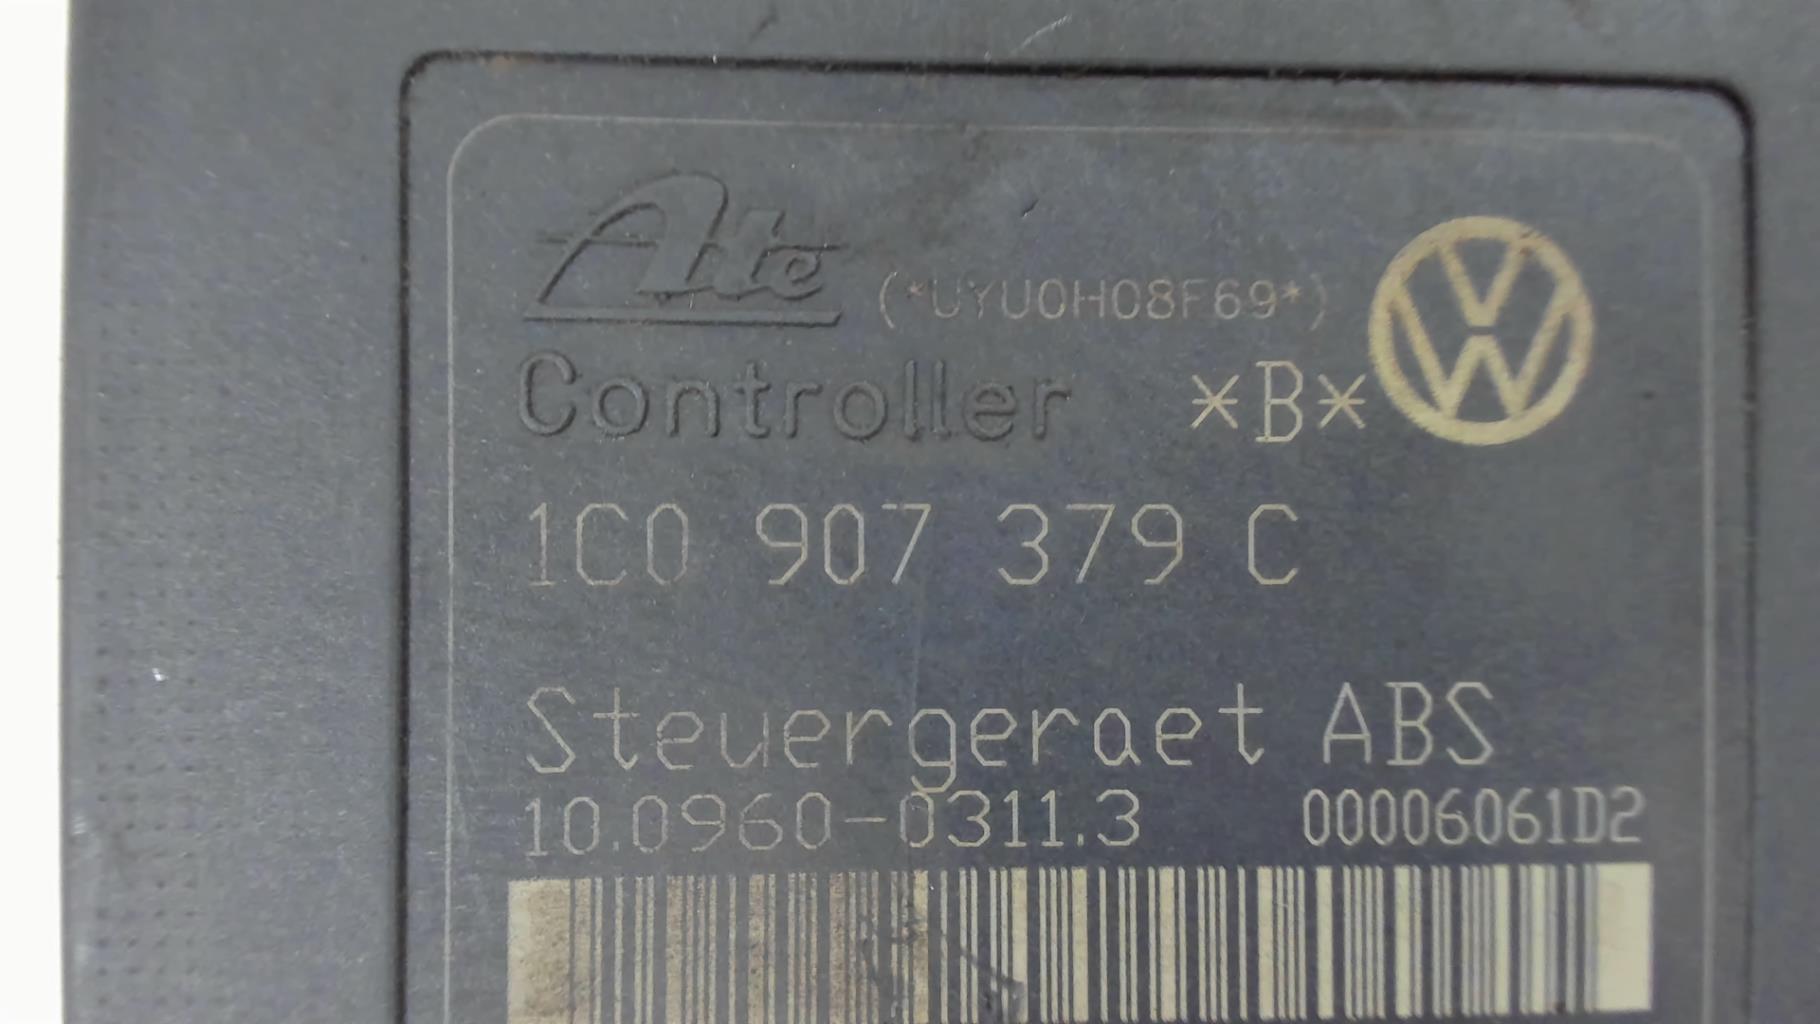 Ate (*UYU0H08F69*)
Controller *B*
1C0 907 379 C
Steuergeraet ABS
10.0960-0311.3 00006061D2